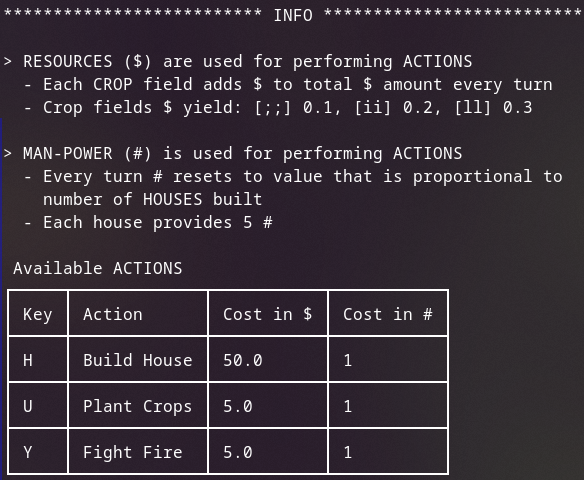 ************************** INFO **************************
> RESOURCES ($) are used for performing ACTIONS
- Each CROP field adds $ to total $ amount every turn
- Crop fields $ yield: [;;] 0.1, [ii] 0.2, [ll] 0.3
> MAN-POWER (#) is used for performing ACTIONS
- Every turn # resets to value that is proportional to
number of HOUSES built
- Each house provides 5 #
Available ACTIONS
Key Action Cost in $ Cost in #
H Build House 50.0 1
U Plant Crops 5.0 1
Y Fight Fire 5.0 1